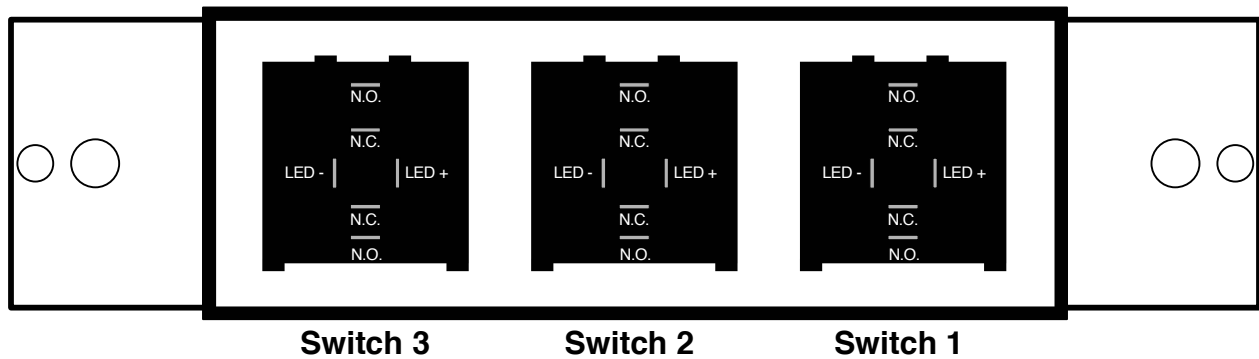 N.O.
N.C.
LED - LED +
N.C.
N.O.
Switch 3
N.O.
N.C.
LED - LED +
N.C.
N.O.
Switch 2
N.O.
N.C.
LED - LED +
N.C.
N.O.
Switch 1